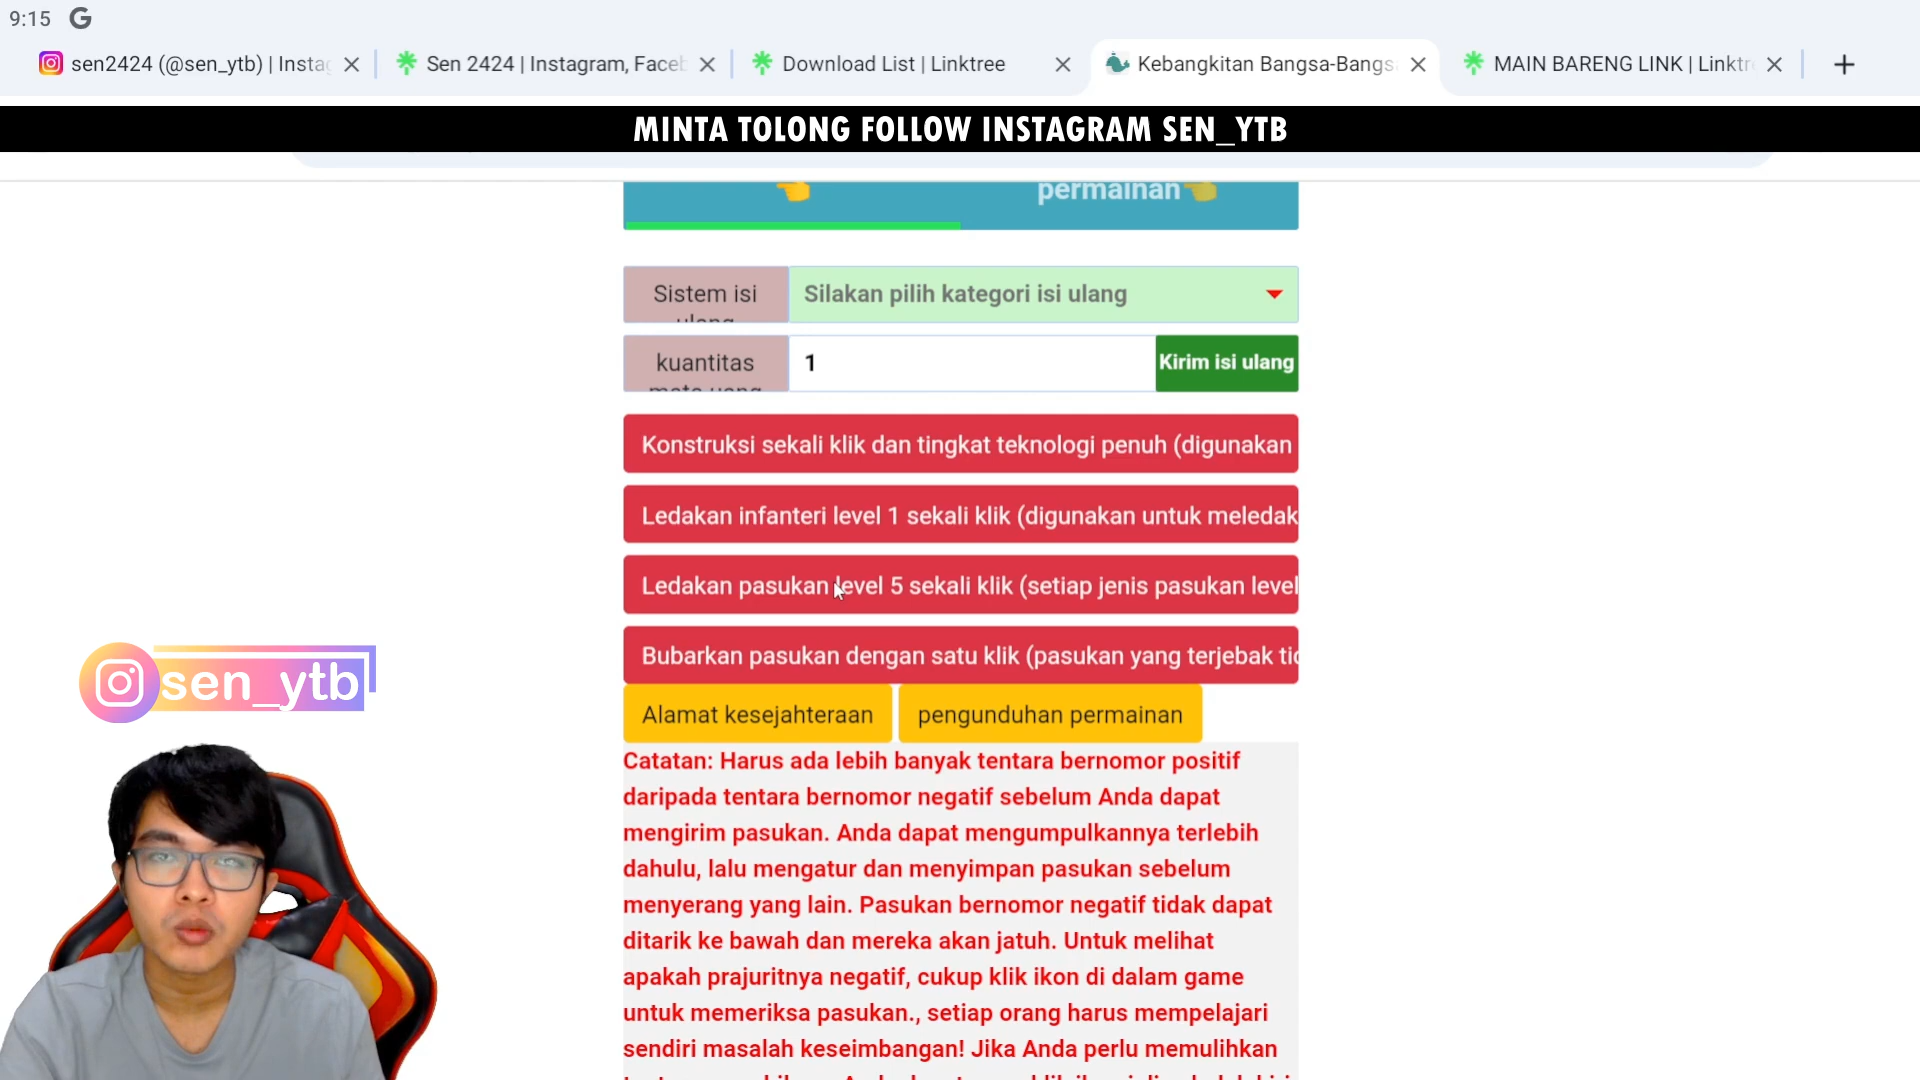 9:15 G
sen2424 (@sen_ytb) | Insta
Sen 2424 | Instagram, Faceb
Download List | Linktree
Kebangkitan Bangsa-Bangs
MAIN BARENG LINK | Linktr
MINTA TOLONG FOLLOW INSTAGRAM SEN_YTB
permainan
Sistem isi ulang
Silakan pilih kategori isi ulang
kuantitas mata uang
1
Kirim isi ulang
Konstruksi sekali klik dan tingkat teknologi penuh (digunakan
Ledakan infanteri level 1 sekali klik (digunakan untuk meledak
Ledakan pasukan level 5 sekali klik (setiap jenis pasukan level
Bubarkan pasukan dengan satu klik (pasukan yang terjebak tid
Alamat kesejahteraan
pengunduhan permainan
Catatan: Harus ada lebih banyak tentara bernomor positif
daripada tentara bernomor negatif sebelum Anda dapat
mengirim pasukan. Anda dapat mengumpulkannya terlebih
dahulu, lalu mengatur dan menyimpan pasukan sebelum
menyerang yang lain. Pasukan bernomor negatif tidak dapat
ditarik ke bawah dan mereka akan jatuh. Untuk melihat
apakah prajuritnya negatif, cukup klik ikon di dalam game
untuk memeriksa pasukan., setiap orang harus mempelajari
sendiri masalah keseimbangan! Jika Anda perlu memulihkan
sen_ytb